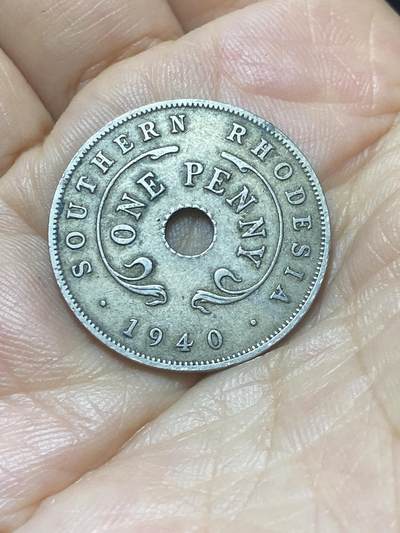 SOUTHERN RHODESIA
ONE PENNY
· 1940 ·